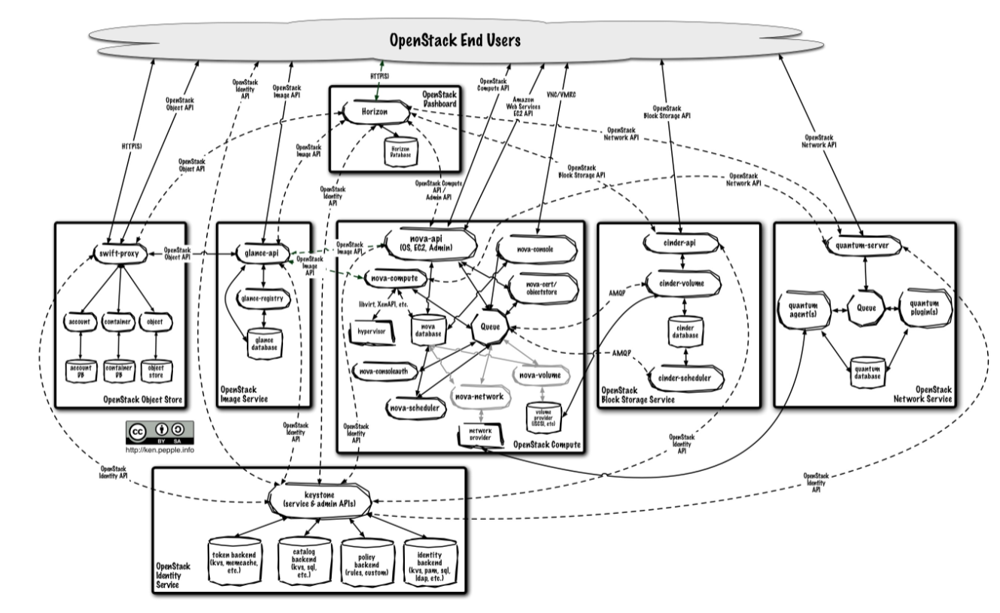 OpenStack End Users
HTTP(S)
OpenStack
Object API
OpenStack
Identity
API
OpenStack
Image API
HTTP(S)
OpenStack
Compute API
Amazon
Web Services
EC2 API
VNC/VMRC
OpenStack
Block Storage API
OpenStack
Network API
OpenStack
Dashboard
Horizon
Horizon
Database
OpenStack
Object API
OpenStack
Image API
OpenStack
Identity
API
OpenStack Compute
API
Admin API
OpenStack
Network API
OpenStack
Block Storage API
OpenStack
Network API
swift-proxy
account
container
object
account
DB
container
DB
object
store
OpenStack Object Store
OpenStack
Object API
glance-api
glance-registry
glance
database
OpenStack
Image Service
OpenStack
Image API
OpenStack
Image
API
nova-api
(OS, EC2, Admin)
nova-console
nova-compute
nova-cert/
objectstore
libvirt, XenAPI, etc.
hypervisor
nova
database
Queue
nova-consoleauth
nova-volume
nova-network
nova-scheduler
volume
provider
(iSCSI, etc)
network
provider
OpenStack Compute
AMQP
AMQP
cinder-api
cinder-volume
cinder
database
cinder-scheduler
OpenStack
Block Storage Service
quantum-server
quantum
agent(s)
Queue
quantum
plugin(s)
quantum
database
OpenStack
Network Service
CC
BY SA
http://ken.pepple.info
OpenStack
Identity API
OpenStack
Identity
API
OpenStack
Identity
API
OpenStack
Identity
API
OpenStack
Identity
API
keystone
(service & admin APIs)
token backend
(kvs, memcache,
etc.)
catalog
backend
(kvs, sql,
etc.)
policy
backend
(rules, custom)
identity
backend
(kvs, pam, sql,
ldap, etc.)
OpenStack
Identity
Service